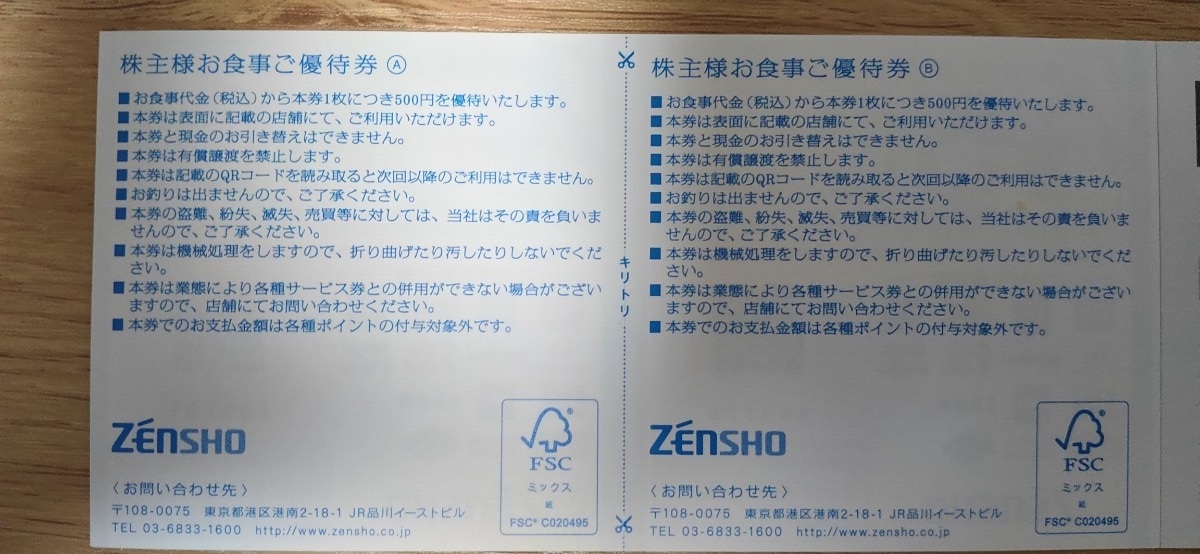 株主様お食事ご優待券 Ⓐ
■お食事代金(税込)から本券1枚につき500円を優待いたします。
■本券は表面に記載の店舗にて、ご利用いただけます。
■本券と現金のお引き替えはできません。
■本券は有償譲渡を禁止します。
■本券は記載のQRコードを読み取ると次回以降のご利用はできません。
■お釣りは出ませんので、ご了承ください。
■本券の盗難、紛失、滅失、売買等に対しては、当社はその責を負いま
せんので、ご了承ください。
■本券は機械処理をしますので、折り曲げたり汚したりしないでくだ
さい。
■本券は業態により各種サービス券との併用ができない場合がござい
ますので、店舗にてお問い合わせください。
■本券でのお支払金額は各種ポイントの付与対象外です。
ZENSHO
〈お問い合わせ先〉
〒108-0075 東京都港区港南2-18-1 JR品川イーストビル
TEL 03-6833-1600 http://www.zensho.co.jp
®
FSC
ミックス
紙
FSC® C020495
キリトリ
株主様お食事ご優待券 Ⓑ
■お食事代金(税込)から本券1枚につき500円を優待いたします。
■本券は表面に記載の店舗にて、ご利用いただけます。
■本券と現金のお引き替えはできません。
■本券は有償譲渡を禁止します。
■本券は記載のQRコードを読み取ると次回以降のご利用はできません。
■お釣りは出ませんので、ご了承ください。
■本券の盗難、紛失、滅失、売買等に対しては、当社はその責を負いま
せんので、ご了承ください。
■本券は機械処理をしますので、折り曲げたり汚したりしないでくだ
さい。
■本券は業態により各種サービス券との併用ができない場合がござい
ますので、店舗にてお問い合わせください。
■本券でのお支払金額は各種ポイントの付与対象外です。
ZENSHO
〈お問い合わせ先〉
〒108-0075 東京都港区港南2-18-1 JR品川イーストビル
TEL 03-6833-1600 http://www.zensho.co.jp
®
FSC
ミックス
紙
FSC® C020495